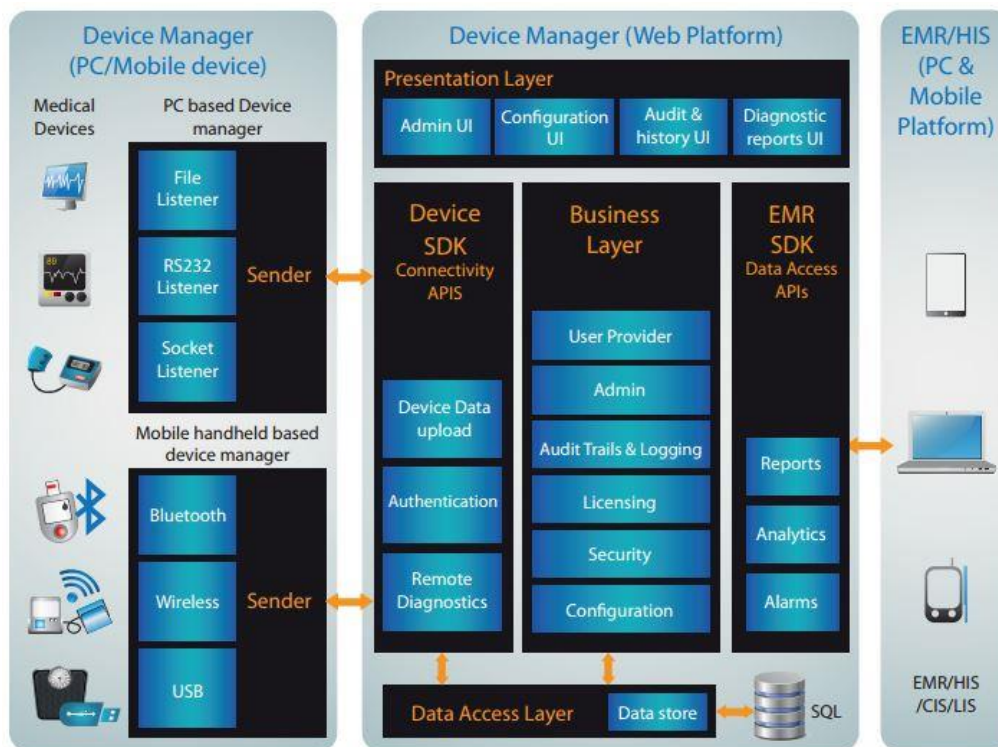 Device Manager
(PC/Mobile device)
Medical
Devices
PC based Device
manager
File
Listener
RS232
Listener
Socket
Listener
Sender
Mobile handheld based
device manager
Bluetooth
Wireless
USB
Sender
Device Manager (Web Platform)
Presentation Layer
Admin UI
Configuration
UI
Audit &
history UI
Diagnostic
reports UI
Device
SDK
Connectivity
APIS
Device Data
upload
Authentication
Remote
Diagnostics
Business
Layer
User Provider
Admin
Audit Trails & Logging
Licensing
Security
Configuration
EMR
SDK
Data Access
APIs
Reports
Analytics
Alarms
Data Access Layer
Data store
SQL
EMR/HIS
(PC &
Mobile
Platform)
EMR/HIS
/CIS/LIS